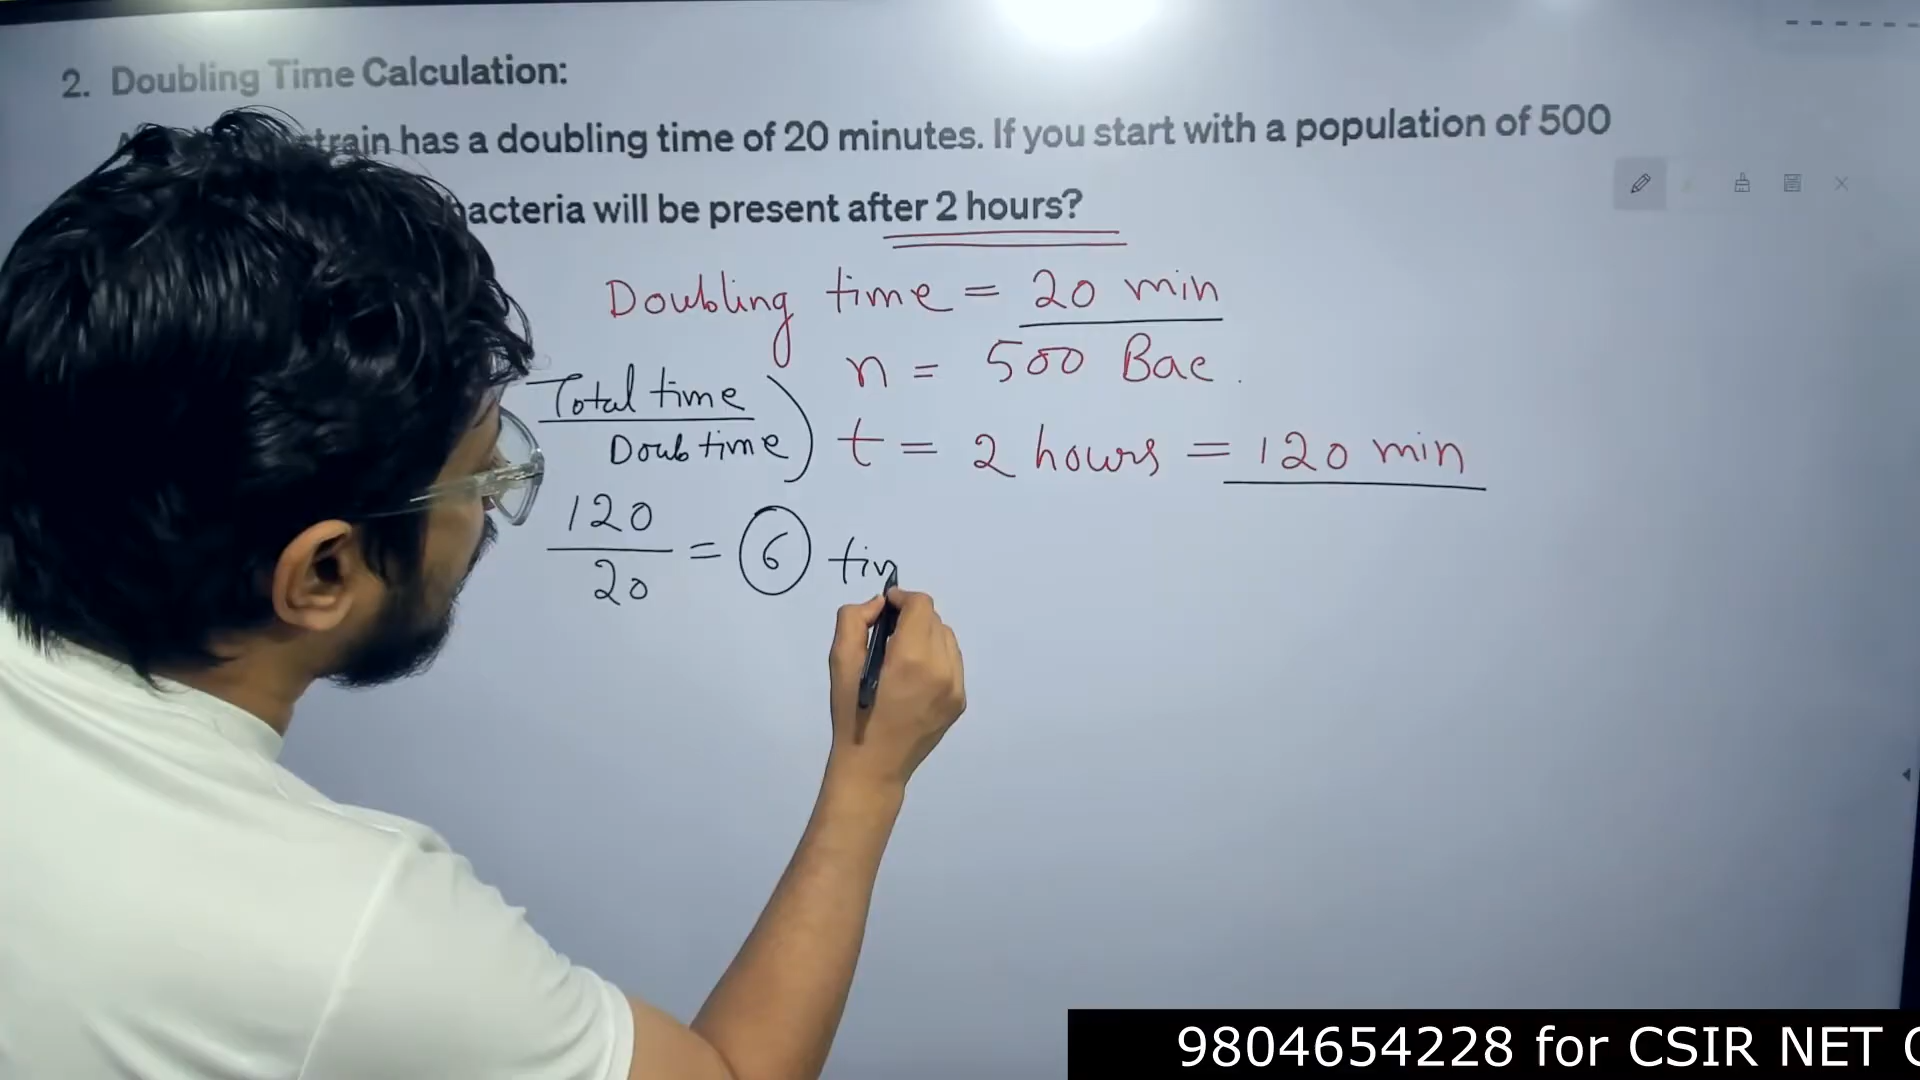 2. Doubling Time Calculation:
strain has a doubling time of 20 minutes. If you start with a population of 500
bacteria will be present after 2 hours?
Doubling time = 20 min
n = 500 Bac.
Total time
Doub time
t = 2 hours = 120 min
120
20
= 6 tim
9804654228 for CSIR NET